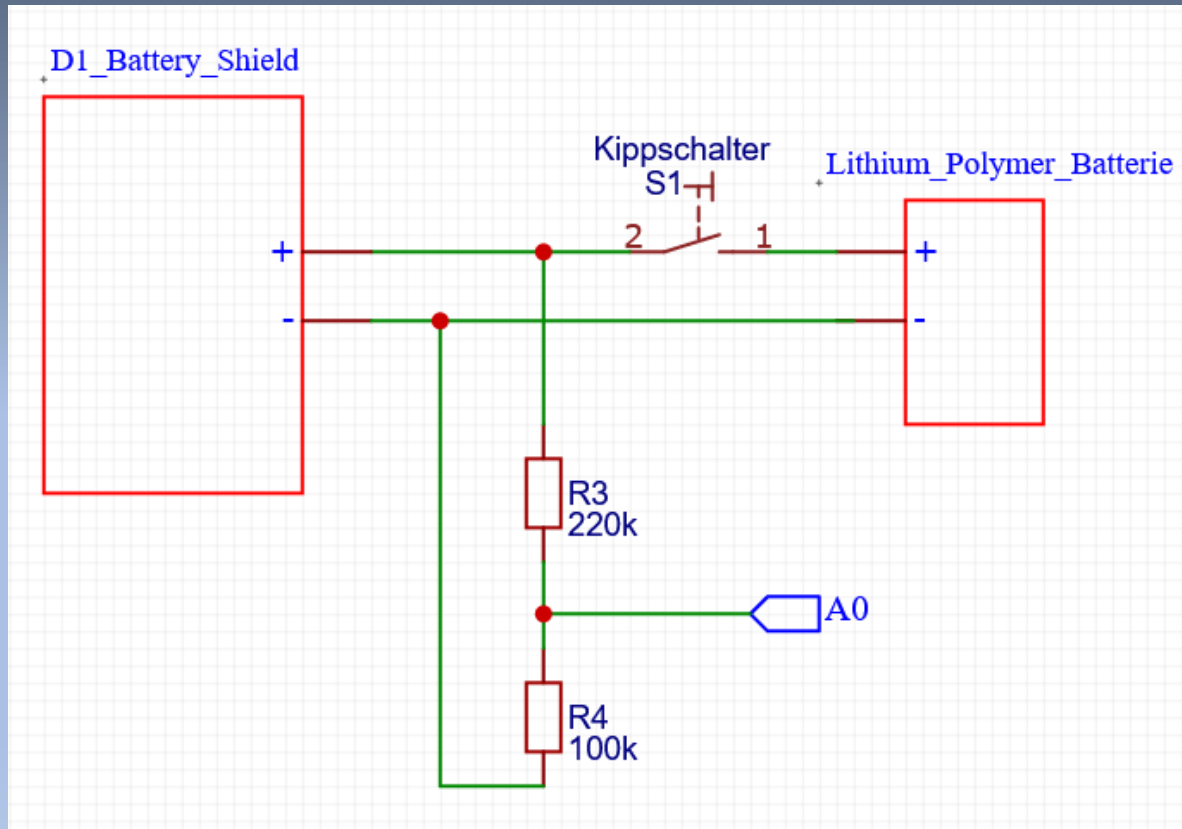 D1_Battery_Shield
Kippschalter
S1
Lithium_Polymer_Batterie
2
1
+
+
-
-
R3
220k
A0
R4
100k